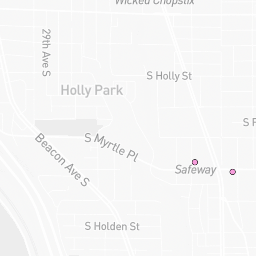 Wicked Chopstix
29th Ave S
S Holly St
Holly Park
S F
S Myrtle Pl
Beacon Ave S
Safeway
S Holden St